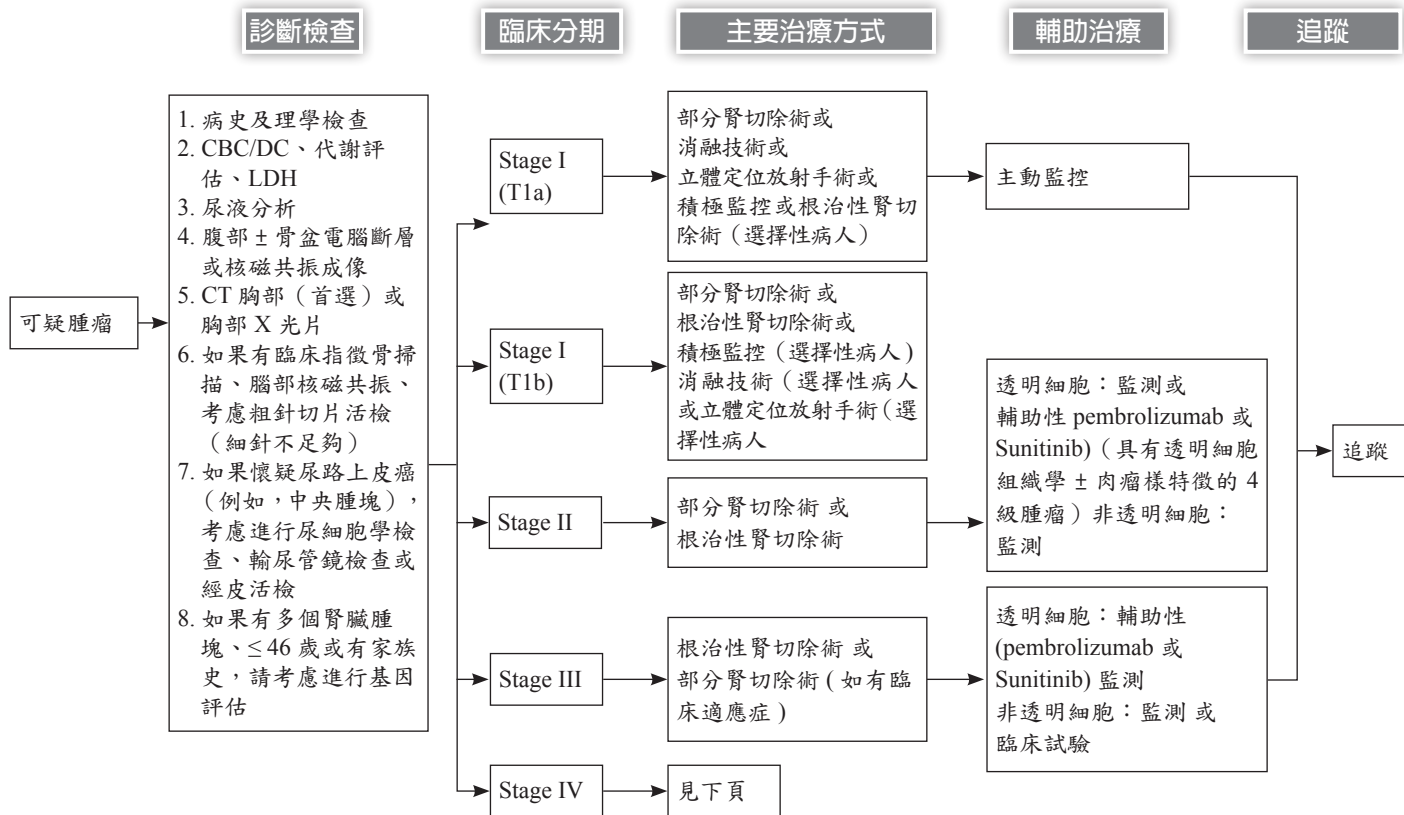 診斷檢查
臨床分期
主要治療方式
輔助治療
追蹤
可疑腫瘤
1. 病史及理學檢查
2. CBC/DC、代謝評
估、LDH
3. 尿液分析
4. 腹部 ± 骨盆電腦斷層
或核磁共振成像
5. CT 胸部（首選）或
胸部 X 光片
6. 如果有臨床指徵骨掃
描、腦部核磁共振、
考慮粗針切片活檢
（細針不足夠）
7. 如果懷疑尿路上皮癌
（例如，中央腫塊），
考慮進行尿細胞學檢
查、輸尿管鏡檢查或
經皮活檢
8. 如果有多個腎臟腫
塊、≤ 46 歲或有家族
史，請考慮進行基因
評估
Stage I
(T1a)
部分腎切除術或
消融技術或
立體定位放射手術或
積極監控或根治性腎切
除術（選擇性病人）
主動監控
Stage I
(T1b)
部分腎切除術 或
根治性腎切除術或
積極監控（選擇性病人）
消融技術（選擇性病人
或立體定位放射手術（選
擇性病人
Stage II
部分腎切除術 或
根治性腎切除術
透明細胞：監測或
輔助性 pembrolizumab 或
Sunitinib)（具有透明細胞
組織學 ± 肉瘤樣特徵的 4
級腫瘤）非透明細胞：
監測
Stage III
根治性腎切除術 或
部分腎切除術 ( 如有臨
床適應症 )
透明細胞：輔助性
(pembrolizumab 或
Sunitinib) 監測
非透明細胞：監測 或
臨床試驗
追蹤
Stage IV
見下頁